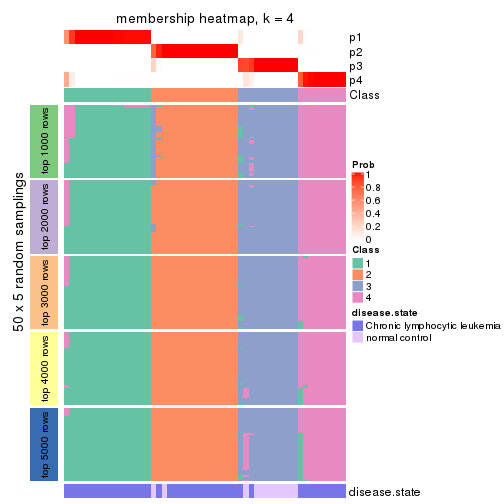 membership heatmap, k = 4
p1
p2
p3
p4
Class
50 x 5 random samplings
top 1000 rows
top 2000 rows
top 3000 rows
top 4000 rows
top 5000 rows
Prob
1
0.8
0.6
0.4
0.2
0
Class
1
2
3
4
disease.state
Chronic lymphocytic leukemia
normal control
disease.state